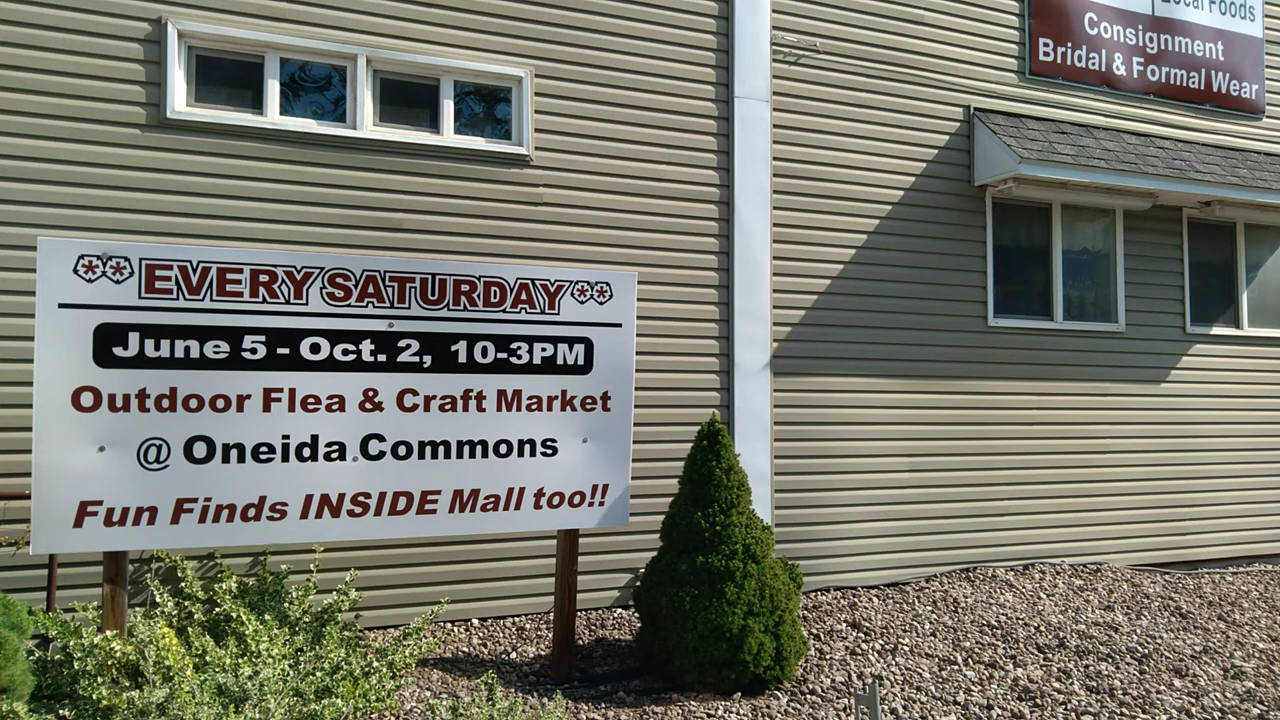 Local Foods
Consignment
Bridal & Formal Wear
** EVERY SATURDAY **
June 5 - Oct. 2, 10-3PM
Outdoor Flea & Craft Market
@ Oneida Commons
Fun Finds INSIDE Mall too!!